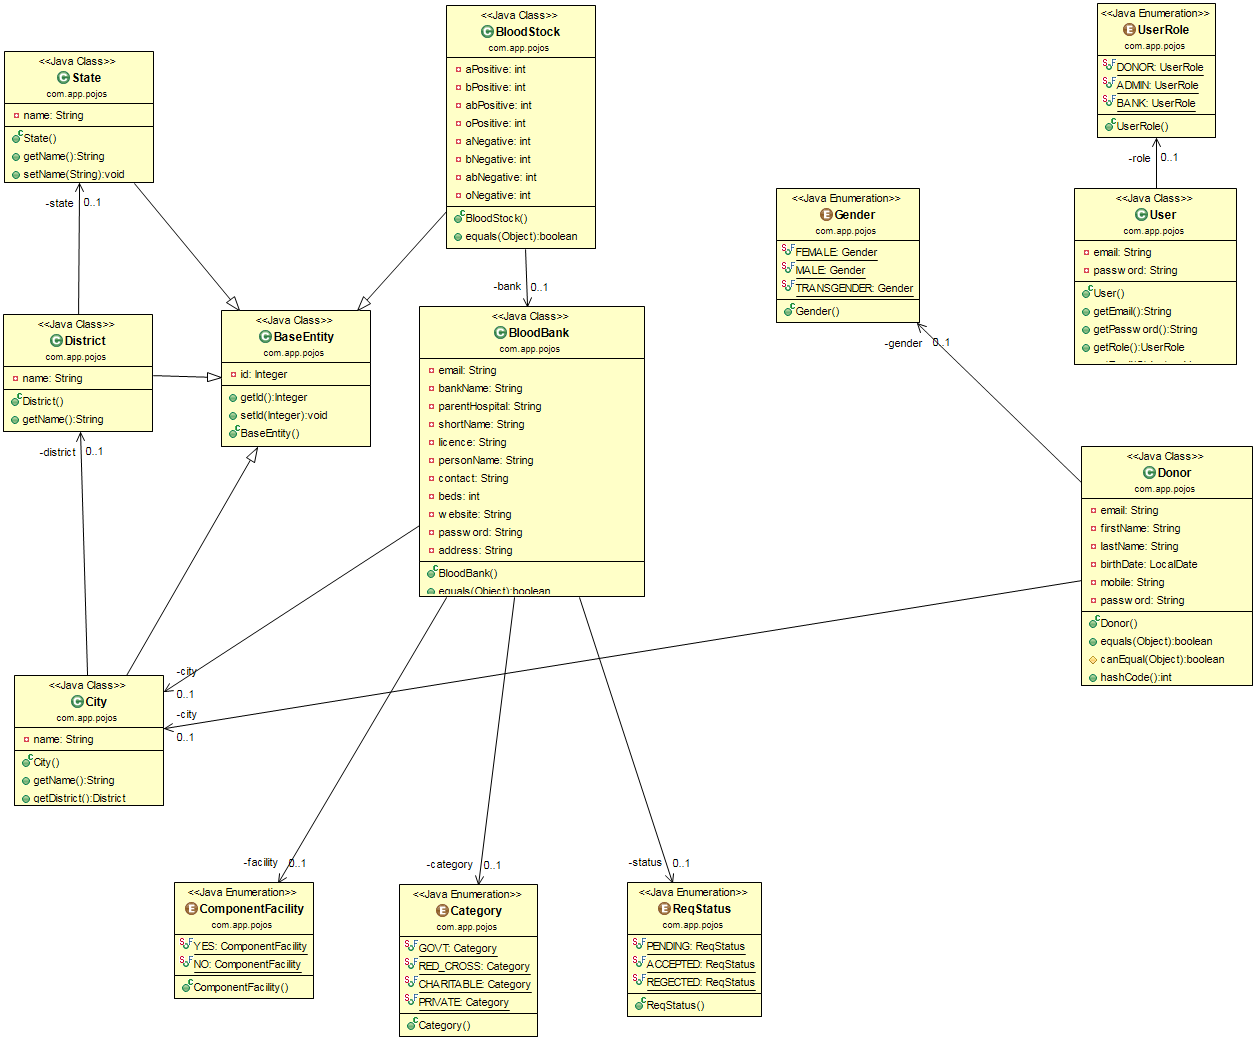 <<Java Class>>
BloodStock
com.app.pojos
aPositive: int
bPositive: int
abPositive: int
oPositive: int
aNegative: int
bNegative: int
abNegative: int
oNegative: int
BloodStock()
equals(Object):boolean
<<Java Enumeration>>
UserRole
com.app.pojos
DONOR: UserRole
ADMIN: UserRole
BANK: UserRole
UserRole()
<<Java Class>>
State
com.app.pojos
name: String
State()
getName():String
setName(String):void
-state 0..1
-role 0..1
<<Java Enumeration>>
Gender
com.app.pojos
FEMALE: Gender
MALE: Gender
TRANSGENDER: Gender
Gender()
<<Java Class>>
User
com.app.pojos
email: String
password: String
User()
getEmail():String
getPassword():String
getRole():UserRole
-bank 0..1
-gender 0..1
<<Java Class>>
District
com.app.pojos
name: String
District()
getName():String
<<Java Class>>
BaseEntity
com.app.pojos
id: Integer
getId():Integer
setId(Integer):void
BaseEntity()
<<Java Class>>
BloodBank
com.app.pojos
email: String
bankName: String
parentHospital: String
shortName: String
licence: String
personName: String
contact: String
beds: int
website: String
password: String
address: String
BloodBank()
equals(Object):boolean
-district 0..1
<<Java Class>>
Donor
com.app.pojos
email: String
firstName: String
lastName: String
birthDate: LocalDate
mobile: String
password: String
Donor()
equals(Object):boolean
canEqual(Object):boolean
hashCode():int
-city
0..1
-city
0..1
<<Java Class>>
City
com.app.pojos
name: String
City()
getName():String
getDistrict():District
-facility 0..1
-category 0..1
-status 0..1
<<Java Enumeration>>
ComponentFacility
com.app.pojos
YES: ComponentFacility
NO: ComponentFacility
ComponentFacility()
<<Java Enumeration>>
Category
com.app.pojos
GOVT: Category
RED_CROSS: Category
CHARITABLE: Category
PRIVATE: Category
Category()
<<Java Enumeration>>
ReqStatus
com.app.pojos
PENDING: ReqStatus
ACCEPTED: ReqStatus
REGECTED: ReqStatus
ReqStatus()